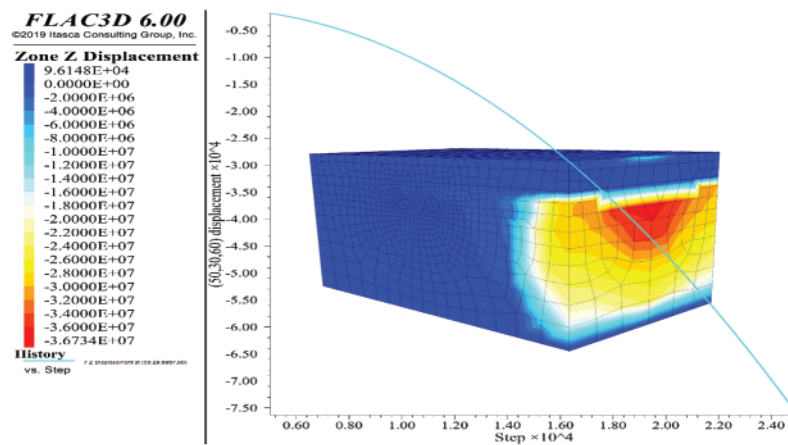 FLAC3D 6.00
©2019 Itasca Consulting Group, Inc.
Zone Z Displacement
9.6148E+04
0.0000E+00
-2.0000E+06
-4.0000E+06
-6.0000E+06
-8.0000E+06
-1.0000E+07
-1.2000E+07
-1.4000E+07
-1.6000E+07
-1.8000E+07
-2.0000E+07
-2.2000E+07
-2.4000E+07
-2.6000E+07
-2.8000E+07
-3.0000E+07
-3.2000E+07
-3.4000E+07
-3.6000E+07
-3.6734E+07
History
vs. Step
(50,30,60) displacement×10^4
-0.50
-1.00
-1.50
-2.00
-2.50
-3.00
-3.50
-4.00
-4.50
-5.00
-5.50
-6.00
-6.50
-7.00
-7.50
0.60 0.80 1.00 1.20 1.40 1.60 1.80 2.00 2.20 2.40
Step ×10^4